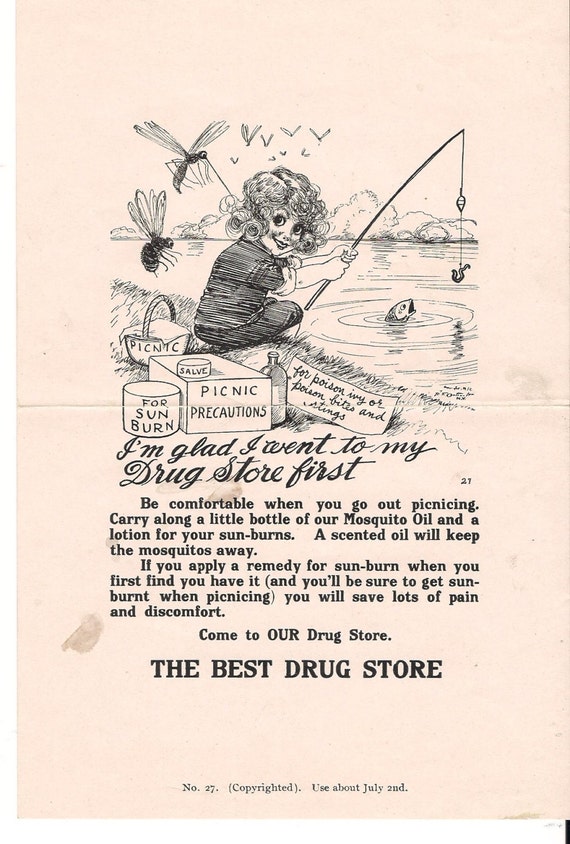 PICNIC
SALVE
FOR
SUN
BURN
PICNIC
PRECAUTIONS
for poison ivy or
poison bites and
stings
I'm glad I went to my
Drug Store first
27
Be comfortable when you go out picnicing.
Carry along a little bottle of our Mosquito Oil and a
lotion for your sun-burns. A scented oil will keep
the mosquitos away.
If you apply a remedy for sun-burn when you
first find you have it (and you'll be sure to get sun-
burnt when picnicing) you will save lots of pain
and discomfort.
Come to OUR Drug Store.
THE BEST DRUG STORE
No. 27. (Copyrighted). Use about July 2nd.